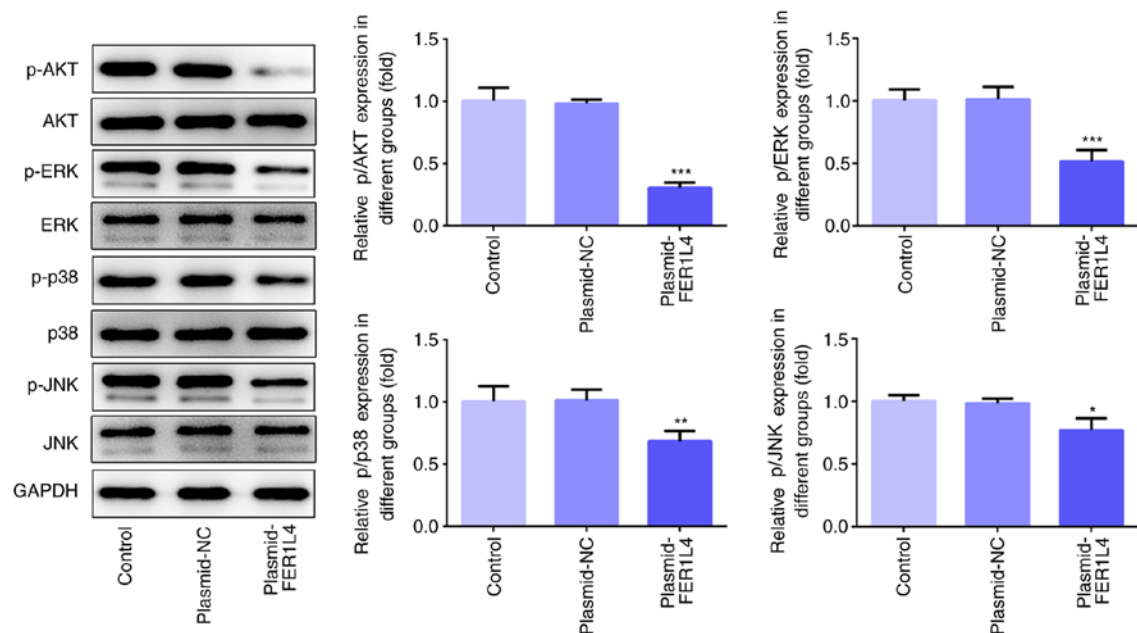 p-AKT
AKT
p-ERK
ERK
p-p38
p38
p-JNK
JNK
GAPDH
Control
Plasmid-NC
Plasmid-
FER1L4
Relative p/AKT expression in
different groups (fold)
1.5
1.0
0.5
0.0
***
Control
Plasmid-NC
Plasmid-
FER1L4
Relative p/ERK expression in
different groups (fold)
1.5
1.0
0.5
0.0
***
Control
Plasmid-NC
Plasmid-
FER1L4
Relative p/p38 expression in
different groups (fold)
1.5
1.0
0.5
0.0
**
Control
Plasmid-NC
Plasmid-
FER1L4
Relative p/JNK expression in
different groups (fold)
1.5
1.0
0.5
0.0
*
Control
Plasmid-NC
Plasmid-
FER1L4